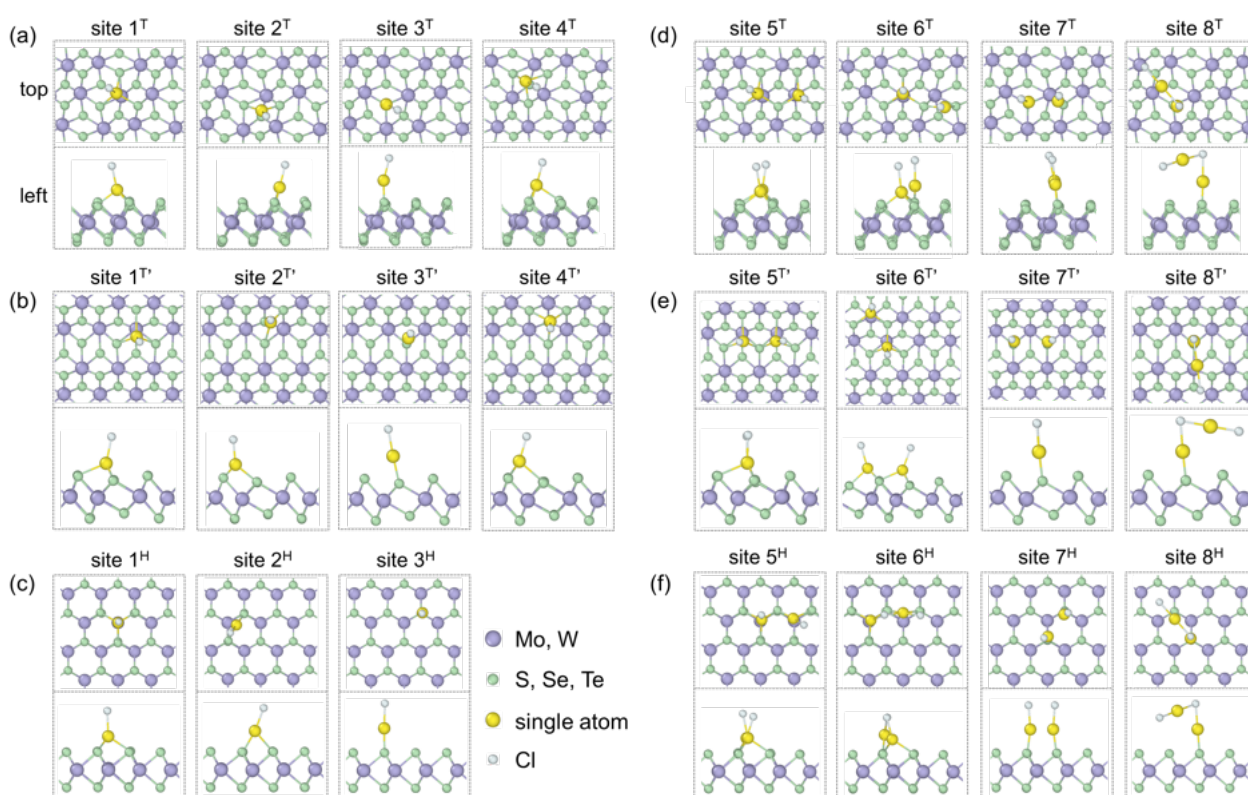 (a) site 1ᵀ site 2ᵀ site 3ᵀ site 4ᵀ
top
left
(b) site 1ᵀ' site 2ᵀ' site 3ᵀ' site 4ᵀ'
(c) site 1ᴴ site 2ᴴ site 3ᴴ
Mo, W
S, Se, Te
single atom
Cl
(d) site 5ᵀ site 6ᵀ site 7ᵀ site 8ᵀ
(e) site 5ᵀ' site 6ᵀ' site 7ᵀ' site 8ᵀ'
(f) site 5ᴴ site 6ᴴ site 7ᴴ site 8ᴴ